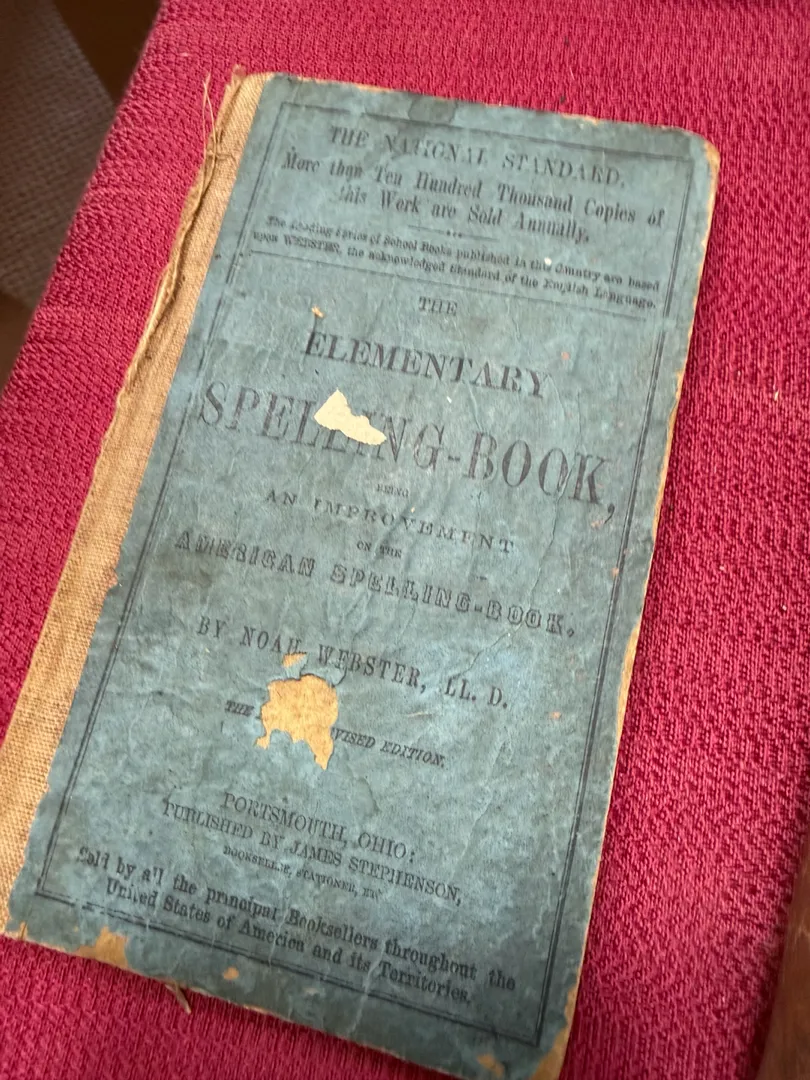 THE NATIONAL STANDARD.
More than Ten Hundred Thousand Copies of
this Work are Sold Annually.
The Leading Series of School Books published in this Country are based
upon WEBSTER, the acknowledged Standard of the English Language.
THE
ELEMENTARY
SPELLING-BOOK,
BEING
AN IMPROVEMENT
ON THE
AMERICAN SPELLING-BOOK.
BY NOAH WEBSTER, LL. D.
THE VISED EDITION.
PORTSMOUTH, OHIO:
PUBLISHED BY JAMES STEPHENSON,
BOOKSELLER, STATIONER, ETC
Sold by all the principal Booksellers throughout the
United States of America and its Territories.